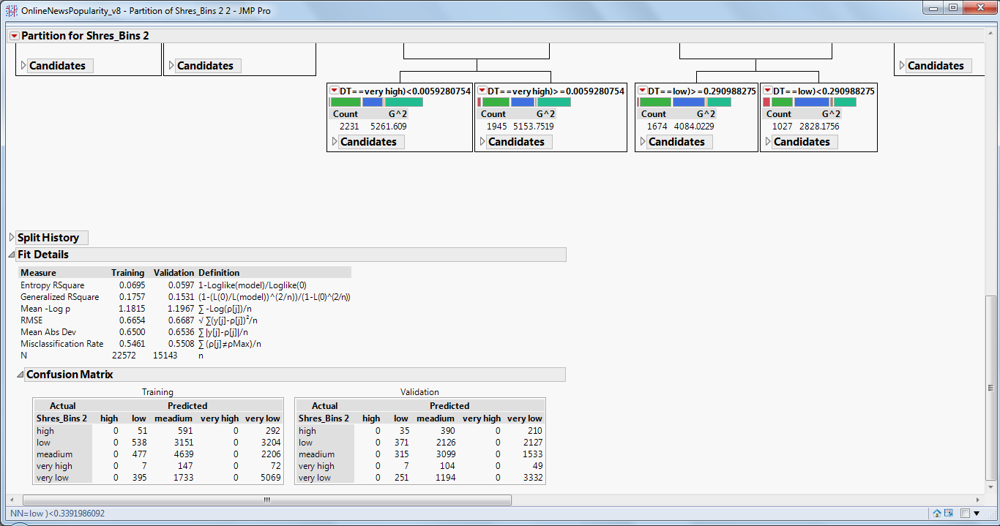 OnlineNewsPopularity_v8 - Partition of Shres_Bins 2 2 - JMP Pro
Partition for Shres_Bins 2
Candidates Candidates Candidates
DT==very high)<0.0059280754 DT==very high)>=0.0059280754 DT==low)>=0.290988275 DT==low)<0.290988275
Count G^2 Count G^2 Count G^2 Count G^2
2231 5261.609 1945 5153.7519 1674 4084.0229 1027 2828.1756
Candidates Candidates Candidates Candidates
Split History
Fit Details
Measure Training Validation Definition
Entropy RSquare 0.0695 0.0597 1-Loglike(model)/Loglike(0)
Generalized RSquare 0.1757 0.1531 (1-(L(0)/L(model))^(2/n))/(1-L(0)^(2/n))
Mean -Log p 1.1815 1.1967 ∑ -Log(ρ[j])/n
RMSE 0.6654 0.6687 √ ∑(y[j]-ρ[j])²/n
Mean Abs Dev 0.6500 0.6536 ∑ |y[j]-ρ[j]|/n
Misclassification Rate 0.5461 0.5508 ∑ (ρ[j]≠ρMax)/n
N 22572 15143 n
Confusion Matrix
Training Validation
Actual Predicted Actual Predicted
Shres_Bins 2 high low meadium very high very low Shres_Bins 2 high low meadium very high very low
high 0 51 591 0 292 high 0 35 390 0 210
low 0 538 3151 0 3204 low 0 371 2126 0 2127
meadium 0 477 4639 0 2206 meadium 0 315 3099 0 1533
very high 0 7 147 0 72 very high 0 7 104 0 49
very low 0 395 1733 0 5069 very low 0 251 1194 0 3332
NN=low )<0.3391986092